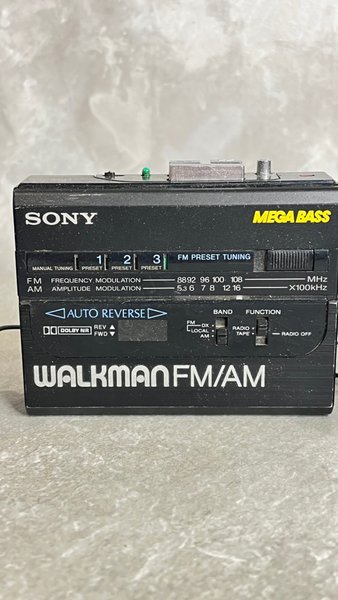 SONY MEGA BASS
1 2 3 FM PRESET TUNING
MANUAL TUNING PRESET PRESET PRESET
FM FREQUENCY MODULATION 88 92 96 100 108 MHz
AM AMPLITUDE MODULATION 5.3 6 7 8 12 16 X100kHz
◁AUTO REVERSE▷
BAND FUNCTION
DOLBY NR REV ▲
FWD ▼
FM
DX
LOCAL
AM
RADIO
TAPE
RADIO OFF
WALKMAN FM/AM